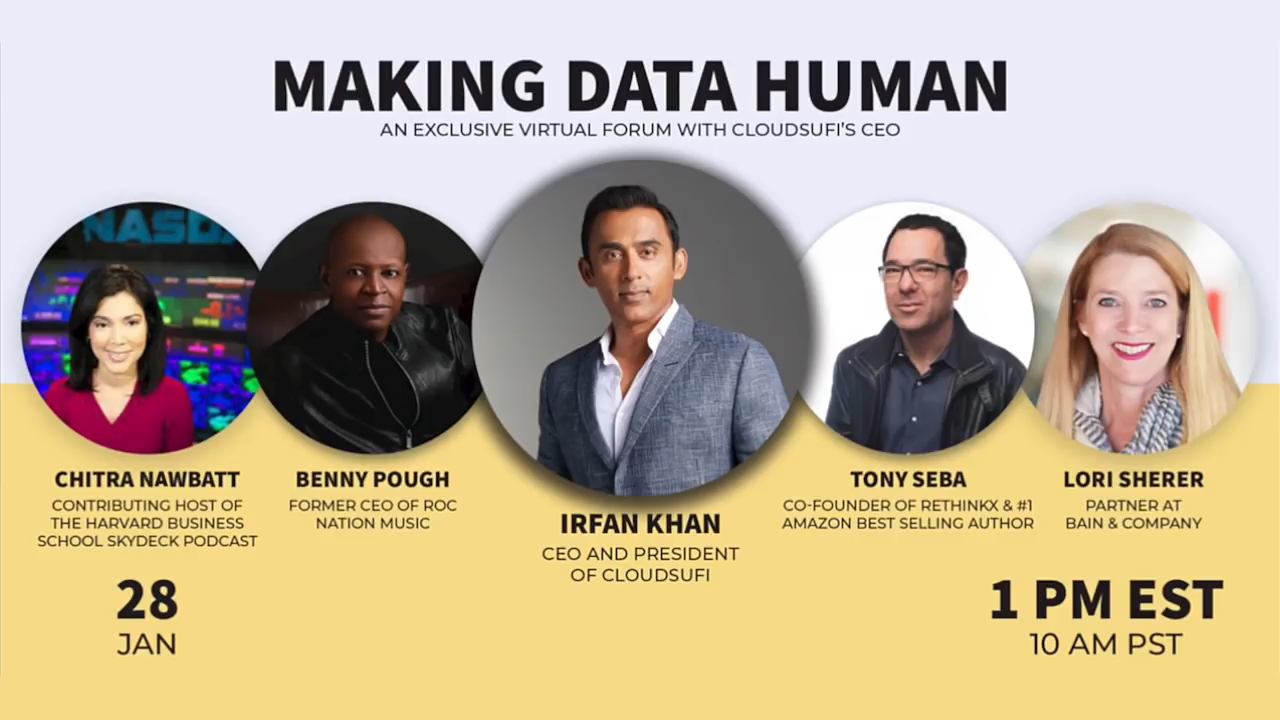 MAKING DATA HUMAN
AN EXCLUSIVE VIRTUAL FORUM WITH CLOUDSUFI'S CEO
CHITRA NAWBATT
CONTRIBUTING HOST OF
THE HARVARD BUSINESS
SCHOOL SKYDECK PODCAST
BENNY POUGH
FORMER CEO OF ROC
NATION MUSIC
IRFAN KHAN
CEO AND PRESIDENT
OF CLOUDSUFI
TONY SEBA
CO-FOUNDER OF RETHINKX & #1
AMAZON BEST SELLING AUTHOR
LORI SHERER
PARTNER AT
BAIN & COMPANY
28
JAN
1 PM EST
10 AM PST